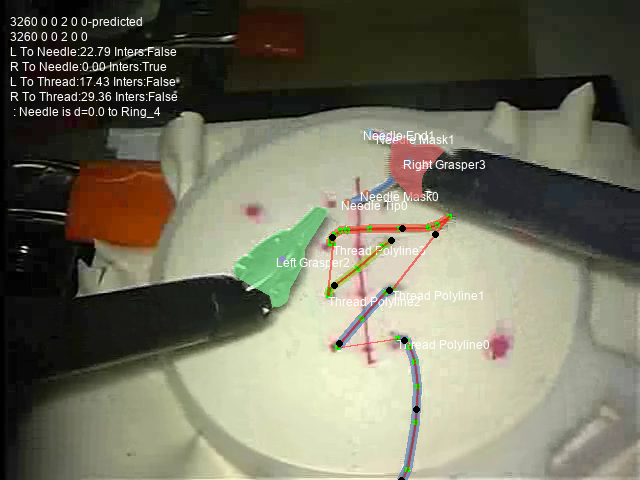 3260 0 0 2 0 0-predicted
3260 0 0 2 0 0
L To Needle:22.79 Inters:False
R To Needle:0.00 Inters:True
L To Thread:17.43 Inters:False
R To Thread:29.36 Inters:False
: Needle is d=0.0 to Ring_4
Needle End1
Needle Mask1
Right Grasper3
Needle Mask0
Needle Tip0
Thread Polyline3
Left Grasper2
Thread Polyline2
Thread Polyline1
Thread Polyline0